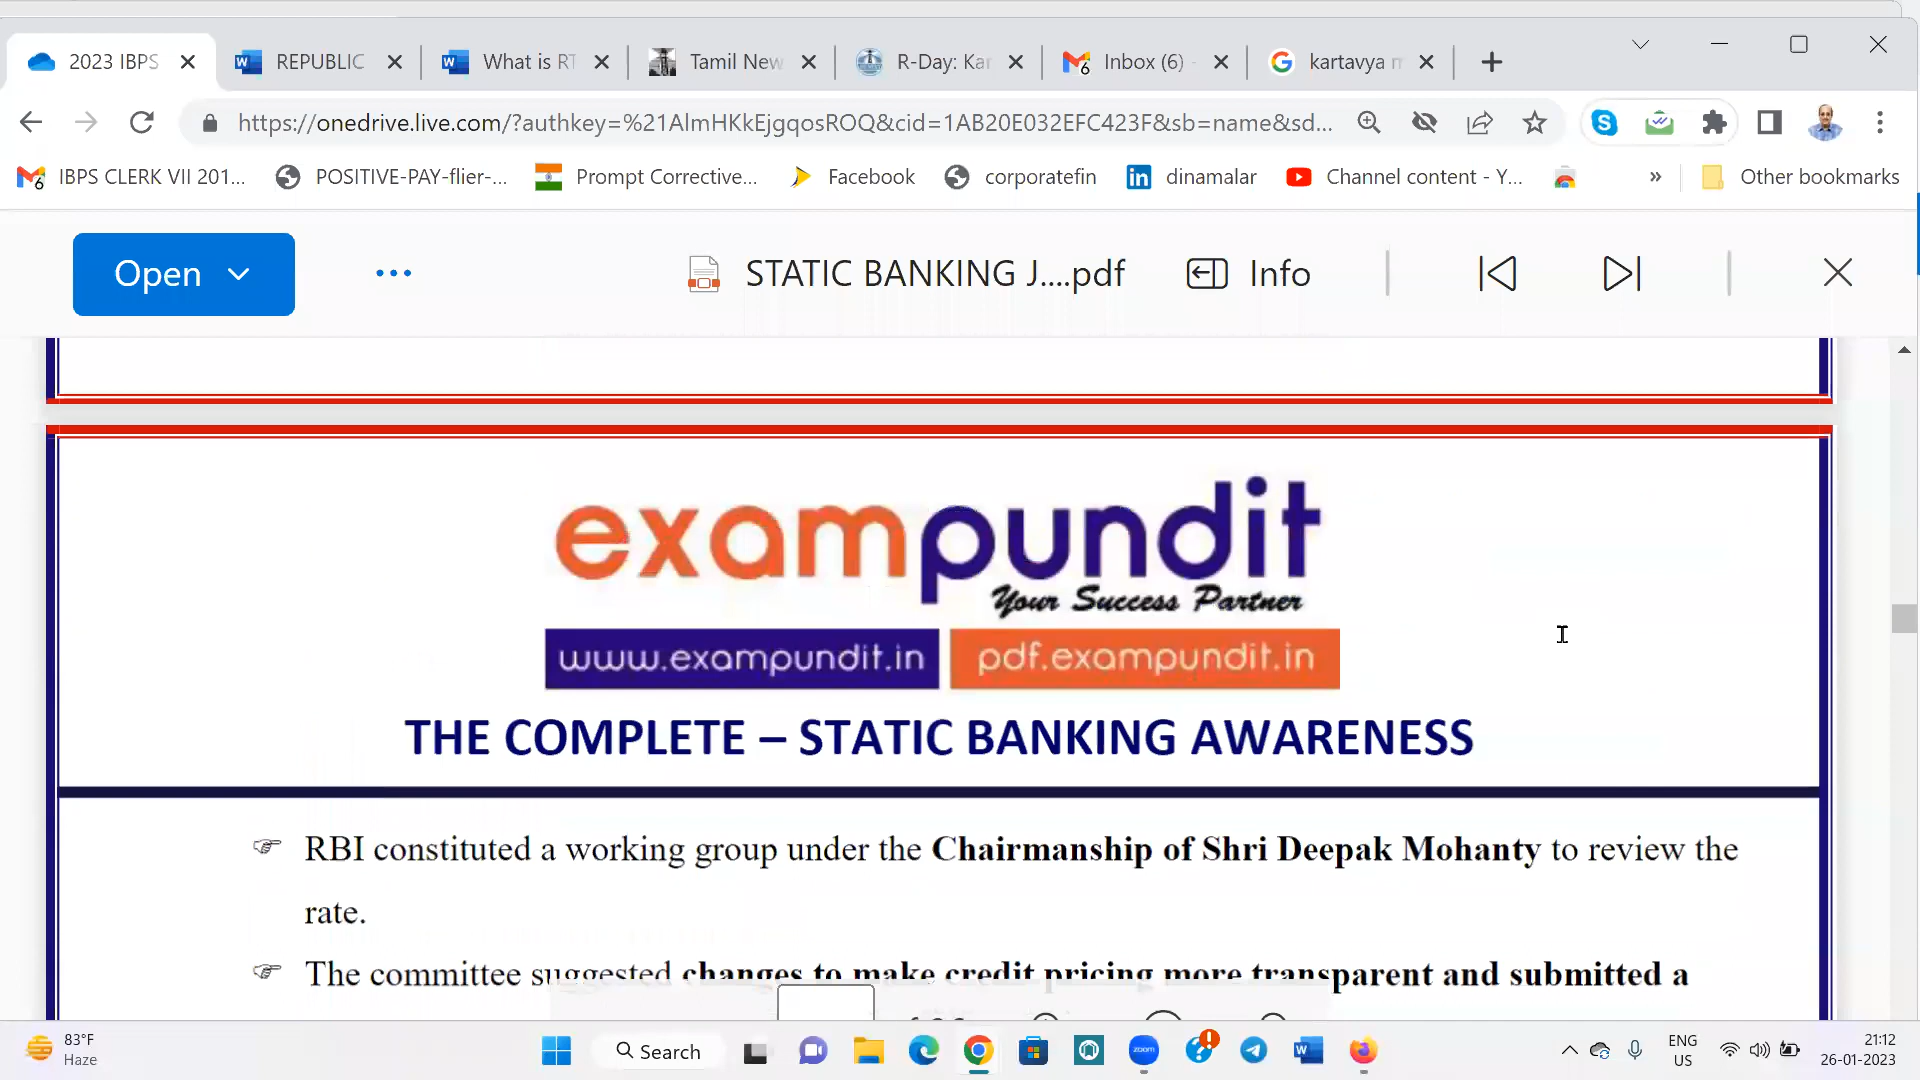 2023 IBPS
REPUBLIC
What is RT
Tamil New
R-Day: Kar
Inbox (6) -
kartavya m
https://onedrive.live.com/?authkey=%21AlmHKkEjgqosROQ&cid=1AB20E032EFC423F&sb=name&sd...
IBPS CLERK VII 201...
POSITIVE-PAY-flier-...
Prompt Corrective...
Facebook
corporatefin
dinamalar
Channel content - Y...
»
Other bookmarks
Open
STATIC BANKING J....pdf
Info
exampundit
Your Success Partner
www.exampundit.in
pdf.exampundit.in
THE COMPLETE – STATIC BANKING AWARENESS
RBI constituted a working group under the Chairmanship of Shri Deepak Mohanty to review the
rate.
The committee suggested changes to make credit pricing more transparent and submitted a
83°F
Haze
Search
zoom
ENG
US
21:12
26-01-2023